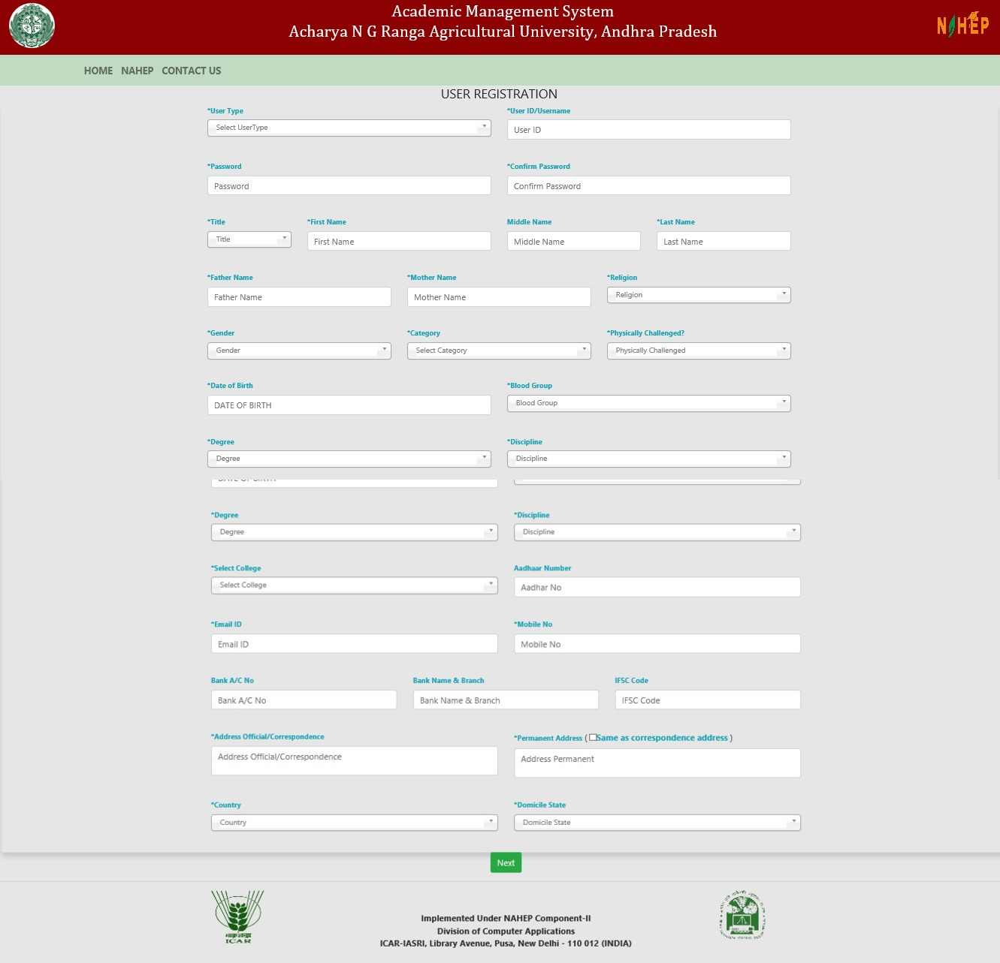 Academic Management System
Acharya N G Ranga Agricultural University, Andhra Pradesh
NAHEP
HOME NAHEP CONTACT US
USER REGISTRATION
*User Type *User ID/Username
Select UserType User ID
*Password *Confirm Password
Password Confirm Password
*Title *First Name Middle Name *Last Name
Title First Name Middle Name Last Name
*Father Name *Mother Name *Religion
Father Name Mother Name Religion
*Gender *Category *Physically Challenged?
Gender Select Category Physically Challenged
*Date of Birth *Blood Group
DATE OF BIRTH Blood Group
*Degree *Discipline
Degree Discipline
DATE OF BIRTH
*Degree *Discipline
Degree Discipline
*Select College Aadhaar Number
Select College Aadhar No
*Email ID *Mobile No
Email ID Mobile No
Bank A/C No Bank Name & Branch IFSC Code
Bank A/C No Bank Name & Branch IFSC Code
*Address Official/Correspondence *Permanent Address ( Same as correspondence address )
Address Official/Correspondence Address Permanent
*Country *Domicile State
Country Domicile State
Next
भाकृअनुप
ICAR
Implemented Under NAHEP Component-II
Division of Computer Applications
ICAR-IASRI, Library Avenue, Pusa, New Delhi - 110 012 (INDIA)